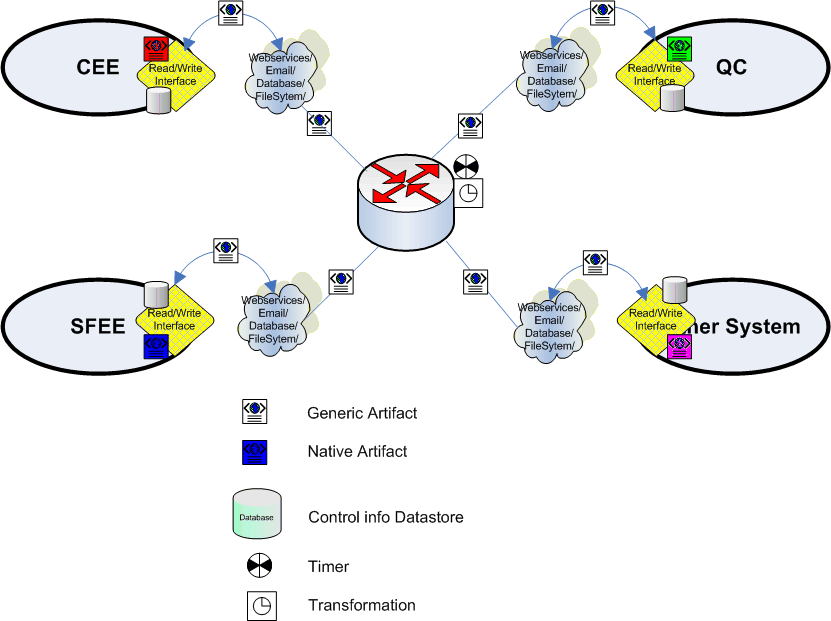 CEE
Read/Write
Interface
Webservices/
Email/
Database/
FileSytem/
Webservices/
Email/
Database/
FileSytem/
Read/Write
Interface
QC
SFEE
Read/Write
Interface
Webservices/
Email/
Database/
FileSytem/
Webservices/
Email/
Database/
FileSytem/
Read/Write
Interface
her System
Generic Artifact
Native Artifact
Database
Control info Datastore
Timer
Transformation